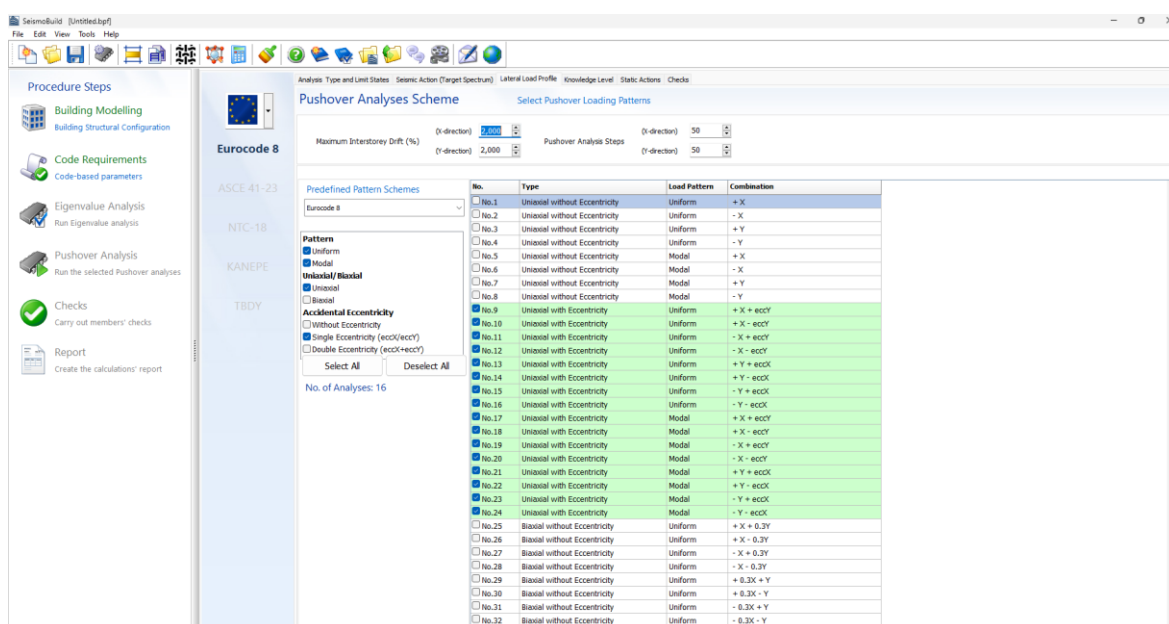 SeismoBuild [Untitled.bpf]
File Edit View Tools Help
Procedure Steps
Building Modelling
Building Structural Configuration
Code Requirements
Code-based parameters
Eigenvalue Analysis
Run Eigenvalue analysis
Pushover Analysis
Run the selected Pushover analyses
Checks
Carry out members' checks
Report
Create the calculations' report
Eurocode 8
ASCE 41-23
NTC-18
KANEPE
TBDY
Analysis Type and Limit States Seismic Action (Target Spectrum) Lateral Load Profile Knowledge Level Static Actions Checks
Pushover Analyses Scheme Select Pushover Loading Patterns
Maximum Interstorey Drift (%) (X-direction) 2,000 Pushover Analysis Steps (X-direction) 50
(Y-direction) 2,000 (Y-direction) 50
Predefined Pattern Schemes
Eurocode 8
Pattern
Uniform
Modal
Uniaxial/Biaxial
Uniaxial
Biaxial
Accidental Eccentricity
Without Eccentricity
Single Eccentricity (eccX/eccY)
Double Eccentricity (eccX+eccY)
Select All Deselect All
No. of Analyses: 16
No. Type Load Pattern Combination
No.1 Uniaxial without Eccentricity Uniform + X
No.2 Uniaxial without Eccentricity Uniform - X
No.3 Uniaxial without Eccentricity Uniform + Y
No.4 Uniaxial without Eccentricity Uniform - Y
No.5 Uniaxial without Eccentricity Modal + X
No.6 Uniaxial without Eccentricity Modal - X
No.7 Uniaxial without Eccentricity Modal + Y
No.8 Uniaxial without Eccentricity Modal - Y
No.9 Uniaxial with Eccentricity Uniform + X + eccY
No.10 Uniaxial with Eccentricity Uniform + X - eccY
No.11 Uniaxial with Eccentricity Uniform - X + eccY
No.12 Uniaxial with Eccentricity Uniform - X - eccY
No.13 Uniaxial with Eccentricity Uniform + Y + eccX
No.14 Uniaxial with Eccentricity Uniform + Y - eccX
No.15 Uniaxial with Eccentricity Uniform - Y + eccX
No.16 Uniaxial with Eccentricity Uniform - Y - eccX
No.17 Uniaxial with Eccentricity Modal + X + eccY
No.18 Uniaxial with Eccentricity Modal + X - eccY
No.19 Uniaxial with Eccentricity Modal - X + eccY
No.20 Uniaxial with Eccentricity Modal - X - eccY
No.21 Uniaxial with Eccentricity Modal + Y + eccX
No.22 Uniaxial with Eccentricity Modal + Y - eccX
No.23 Uniaxial with Eccentricity Modal - Y + eccX
No.24 Uniaxial with Eccentricity Modal - Y - eccX
No.25 Biaxial without Eccentricity Uniform + X + 0.3Y
No.26 Biaxial without Eccentricity Uniform + X - 0.3Y
No.27 Biaxial without Eccentricity Uniform - X + 0.3Y
No.28 Biaxial without Eccentricity Uniform - X - 0.3Y
No.29 Biaxial without Eccentricity Uniform + 0.3X + Y
No.30 Biaxial without Eccentricity Uniform + 0.3X - Y
No.31 Biaxial without Eccentricity Uniform - 0.3X + Y
No.32 Biaxial without Eccentricity Uniform - 0.3X - Y